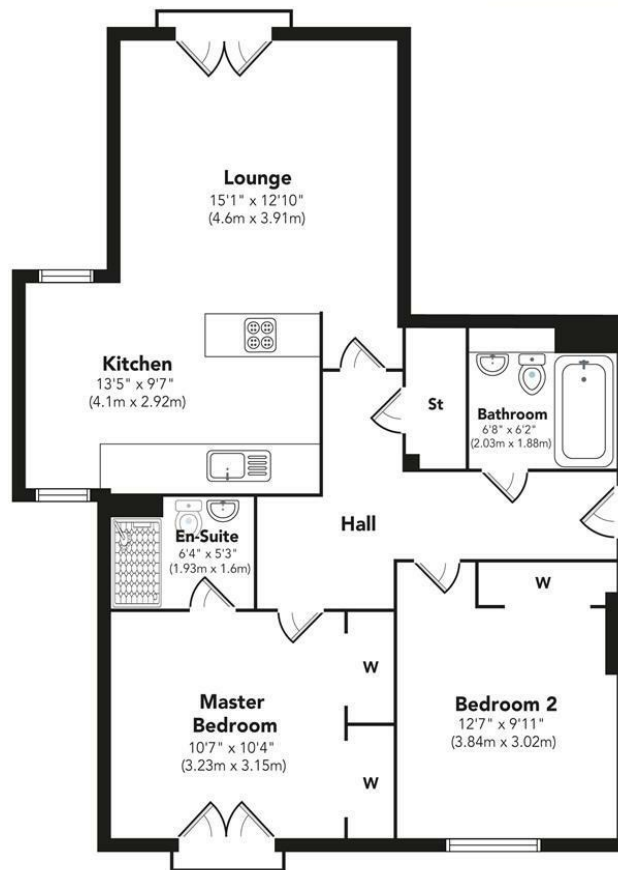 Lounge
15'1" x 12'10"
(4.6m x 3.91m)
Kitchen
13'5" x 9'7"
(4.1m x 2.92m)
St
Bathroom
6'8" x 6'2"
(2.03m x 1.88m)
Hall
En-Suite
6'4" x 5'3"
(1.93m x 1.6m)
W
W
W
Master
Bedroom
10'7" x 10'4"
(3.23m x 3.15m)
Bedroom 2
12'7" x 9'11"
(3.84m x 3.02m)